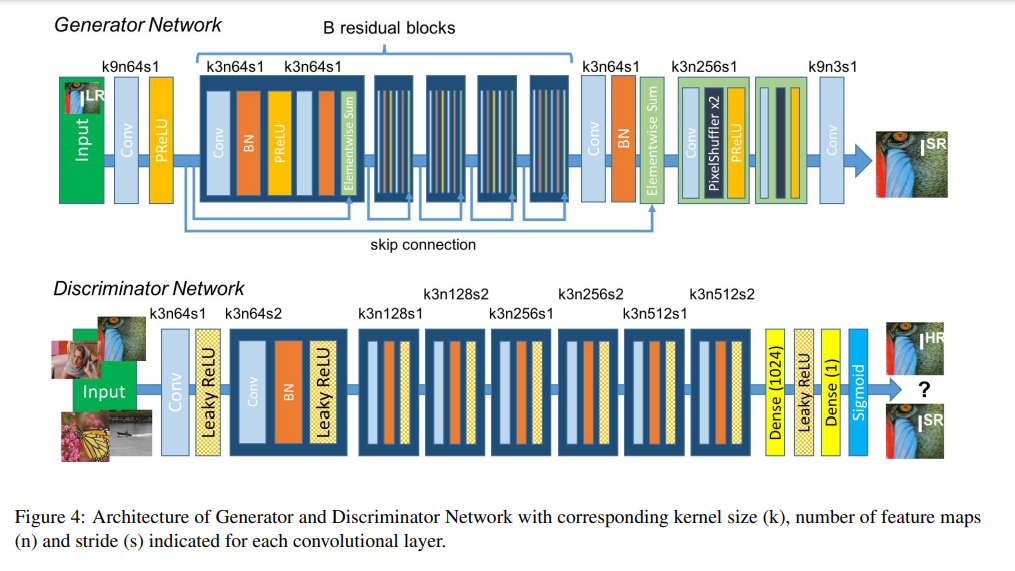 Generator Network
B residual blocks
k9n64s1
k3n64s1
k3n64s1
k3n64s1
k3n256s1
k9n3s1
Input
ILR
Conv
PReLU
Conv
BN
PReLU
Elementwise Sum
Conv
BN
Elementwise Sum
Conv
PixelShuffler x2
PReLU
Conv
ISR
skip connection
Discriminator Network
k3n128s2
k3n256s2
k3n512s2
k3n64s1
k3n64s2
k3n128s1
k3n256s1
k3n512s1
Input
Conv
Leaky ReLU
Conv
BN
Leaky ReLU
Dense (1024)
Leaky ReLU
Dense (1)
Sigmoid
IHR
?
ISR
Figure 4: Architecture of Generator and Discriminator Network with corresponding kernel size (k), number of feature maps
(n) and stride (s) indicated for each convolutional layer.